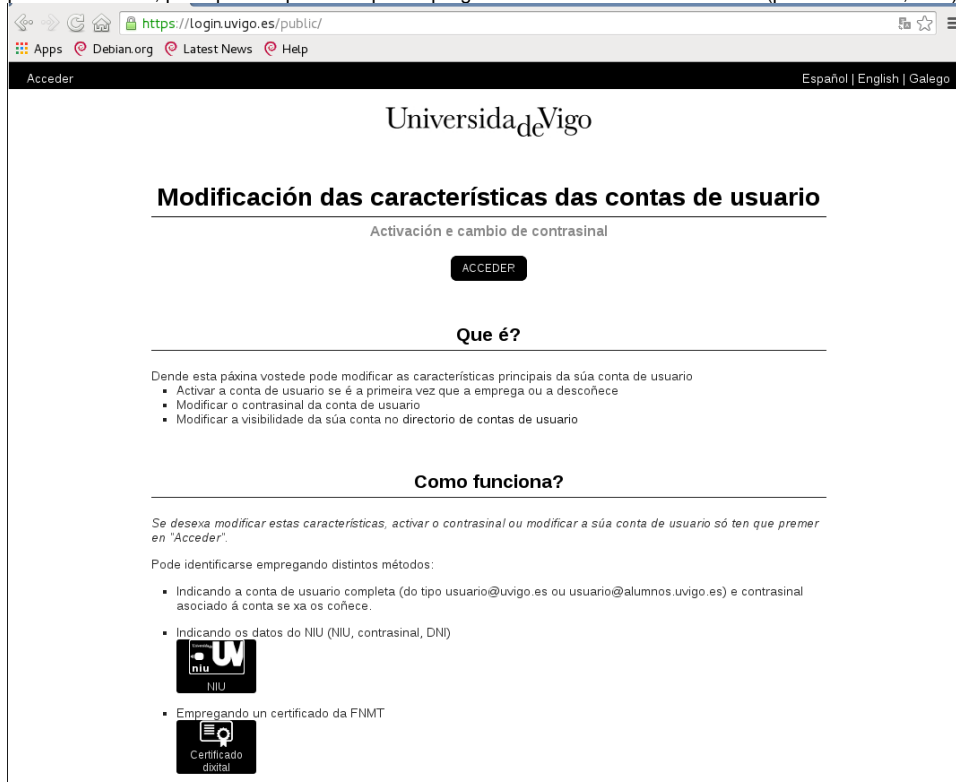 https://login.uvigo.es/public/
Apps Debian.org Latest News Help
Acceder Español | English | Galego
UniversidadeVigo
Modificación das características das contas de usuario
Activación e cambio de contrasinal
ACCEDER
Que é?
Dende esta páxina vostede pode modificar as características principais da súa conta de usuario
Activar a conta de usuario se é a primeira vez que a emprega ou a descoñece
Modificar o contrasinal da conta de usuario
Modificar a visibilidade da súa conta no directorio de contas de usuario
Como funciona?
Se desexa modificar estas características, activar o contrasinal ou modificar a súa conta de usuario só ten que premer
en "Acceder".
Pode identificarse empregando distintos métodos:
Indicando a conta de usuario completa (do tipo usuario@uvigo.es ou usuario@alumnos.uvigo.es) e contrasinal
asociado á conta se xa os coñece.
Indicando os datos do NIU (NIU, contrasinal, DNI)
niu UV
NIU
Empregando un certificado da FNMT
Certificado
dixital